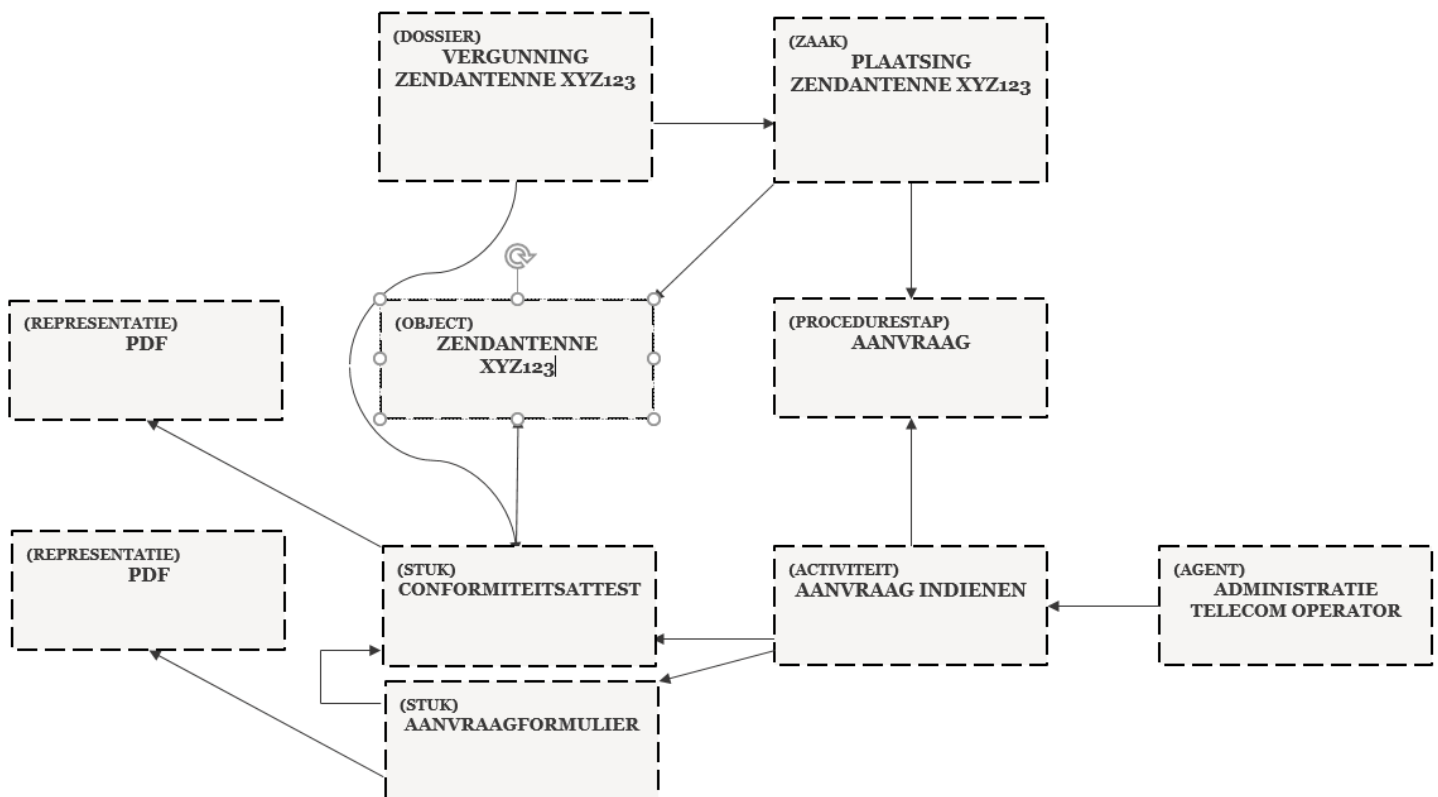 (DOSSIER)
VERGUNNING
ZENDANTENNE XYZ123
(ZAAK)
PLAATSING
ZENDANTENNE XYZ123
(REPRESENTATIE)
PDF
(OBJECT)
ZENDANTENNE
XYZ123
(PROCEDURESTAP)
AANVRAAG
(REPRESENTATIE)
PDF
(STUK)
CONFORMITEITSATTEST
(ACTIVITEIT)
AANVRAAG INDIENEN
(AGENT)
ADMINISTRATIE
TELECOM OPERATOR
(STUK)
AANVRAAGFORMULIER